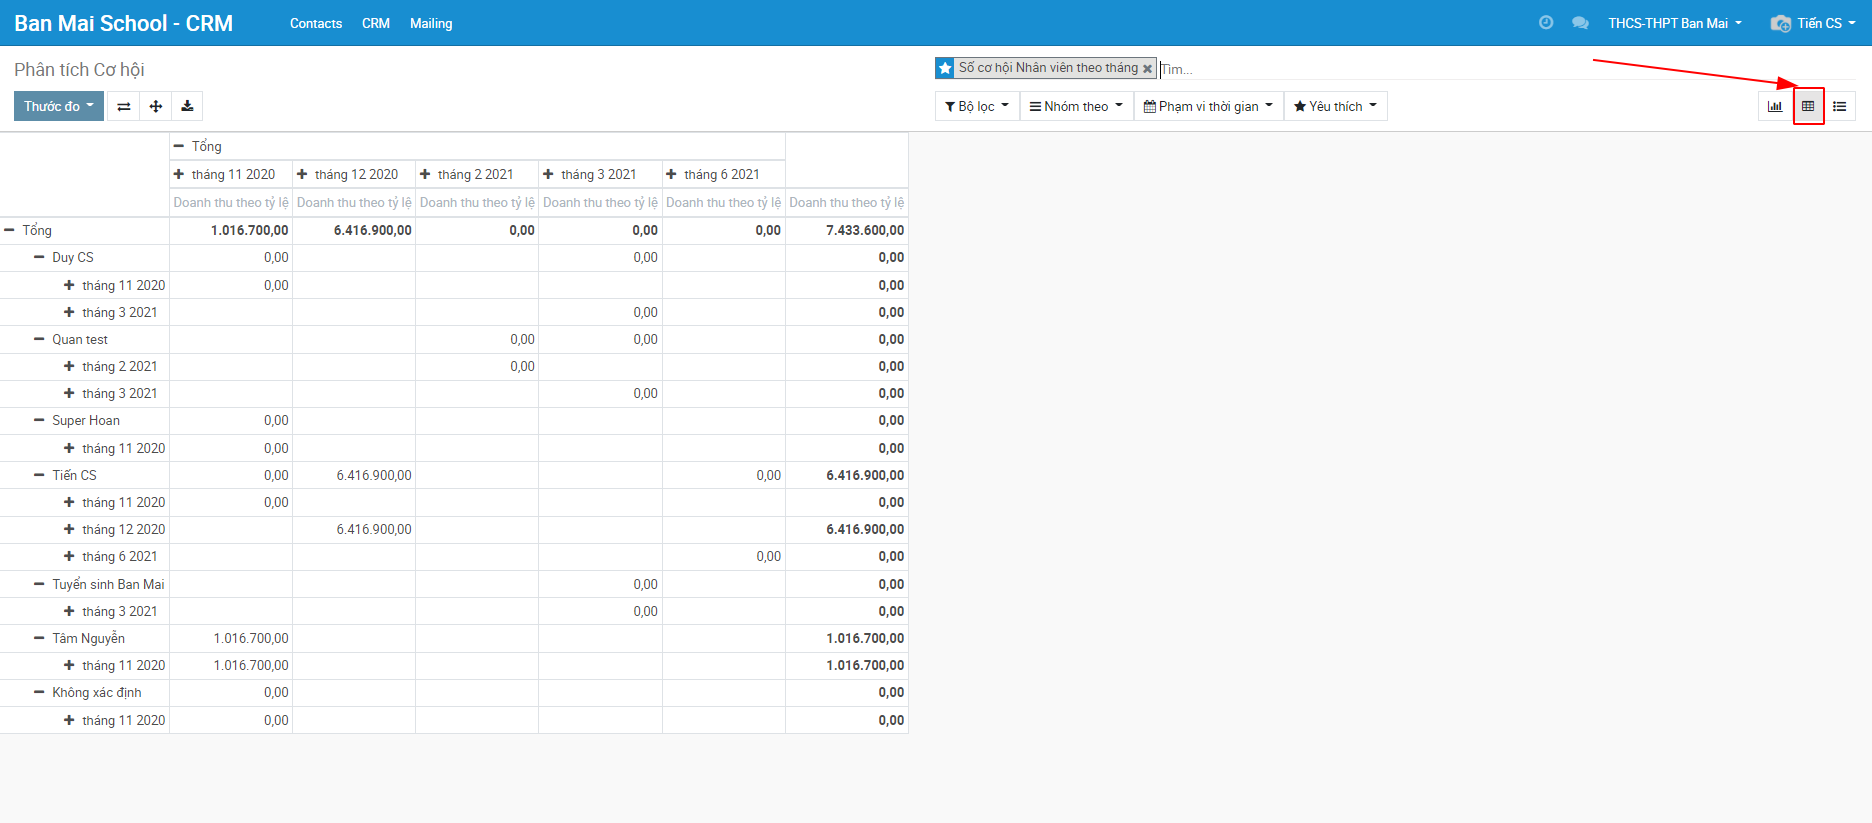 Ban Mai School - CRM Contacts CRM Mailing THCS-THPT Ban Mai Tiến CS
Phân tích Cơ hội Số cơ hội Nhân viên theo tháng Tìm...
Thước đo Bộ lọc Nhóm theo Phạm vi thời gian Yêu thích
Tổng
tháng 11 2020 tháng 12 2020 tháng 2 2021 tháng 3 2021 tháng 6 2021
Doanh thu theo tỷ lệ Doanh thu theo tỷ lệ Doanh thu theo tỷ lệ Doanh thu theo tỷ lệ Doanh thu theo tỷ lệ Doanh thu theo tỷ lệ
Tổng 1.016.700,00 6.416.900,00 0,00 0,00 0,00 7.433.600,00
Duy CS 0,00 0,00 0,00
tháng 11 2020 0,00 0,00
tháng 3 2021 0,00 0,00
Quan test 0,00 0,00 0,00
tháng 2 2021 0,00 0,00
tháng 3 2021 0,00 0,00
Super Hoan 0,00 0,00
tháng 11 2020 0,00 0,00
Tiến CS 0,00 6.416.900,00 0,00 6.416.900,00
tháng 11 2020 0,00 0,00
tháng 12 2020 6.416.900,00 6.416.900,00
tháng 6 2021 0,00 0,00
Tuyển sinh Ban Mai 0,00 0,00
tháng 3 2021 0,00 0,00
Tâm Nguyễn 1.016.700,00 1.016.700,00
tháng 11 2020 1.016.700,00 1.016.700,00
Không xác định 0,00 0,00
tháng 11 2020 0,00 0,00